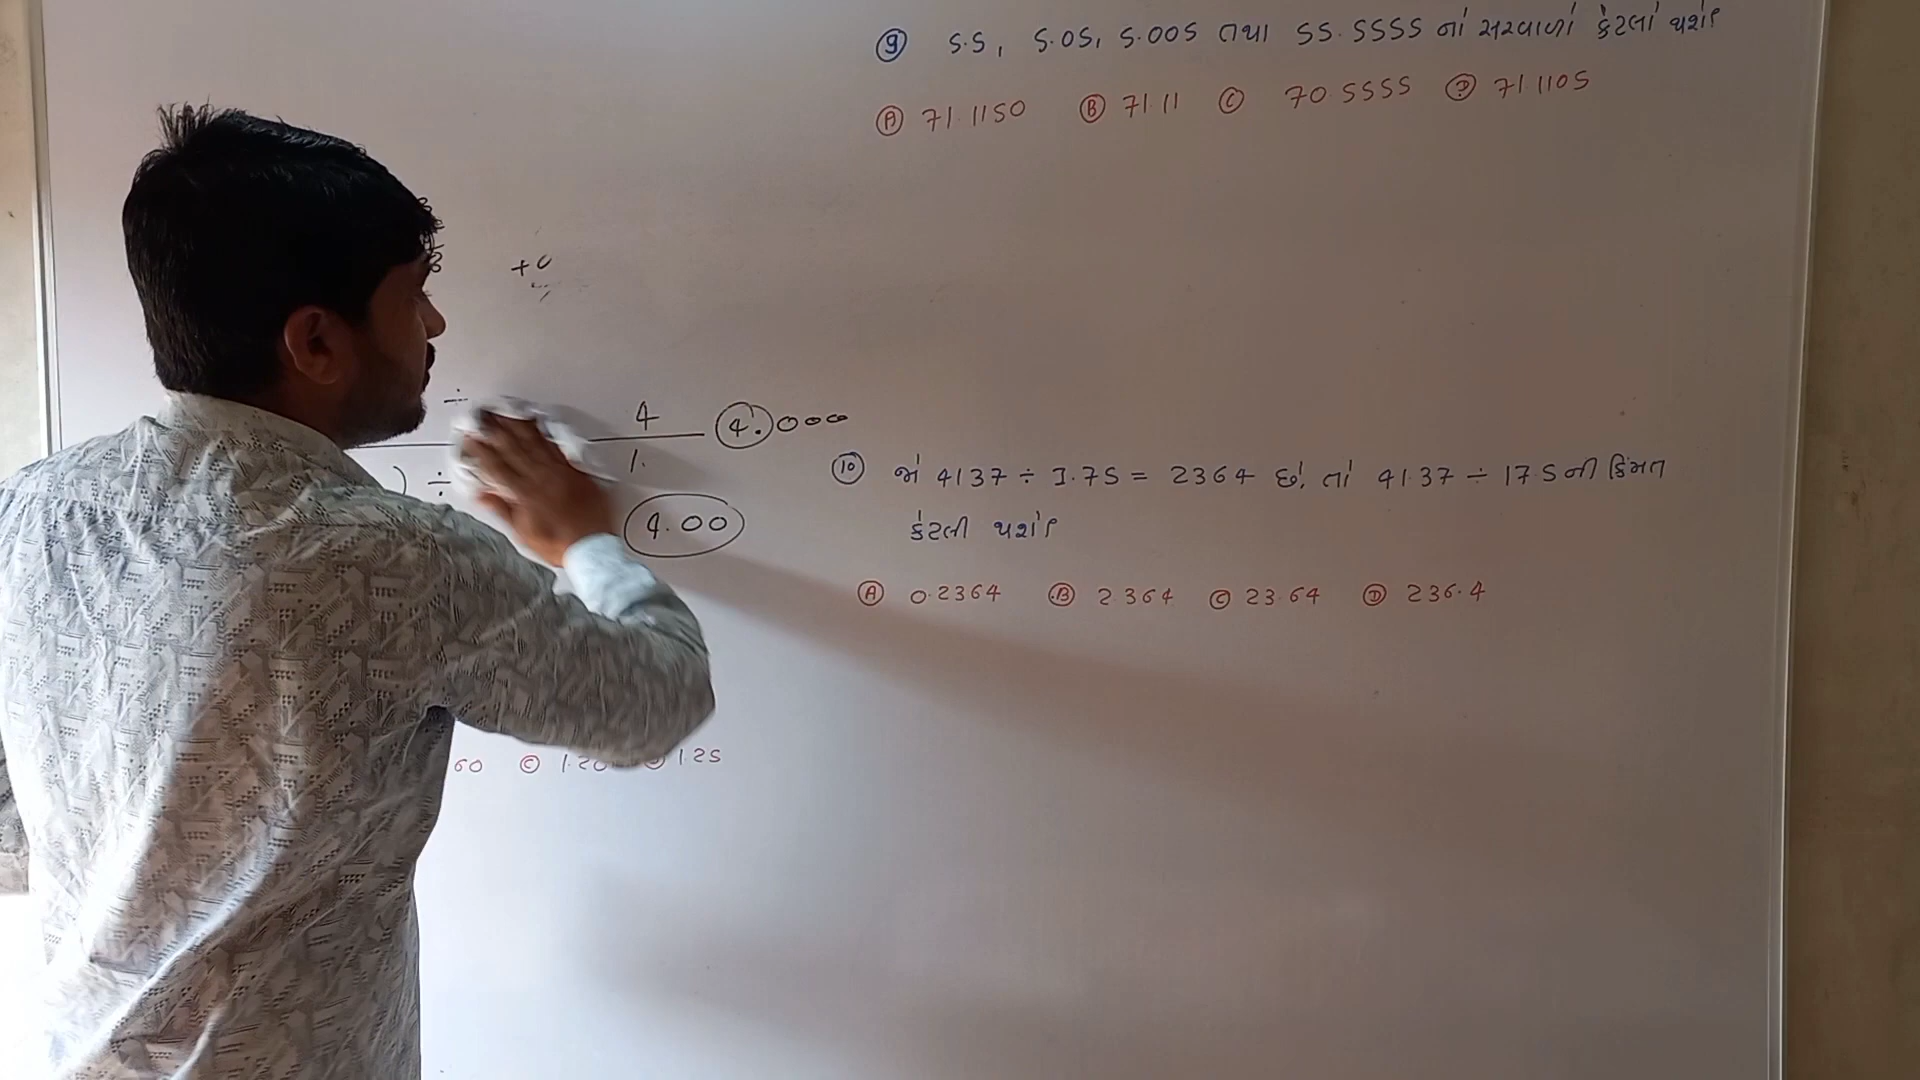 +
÷ 4 4.000
) ÷ 1.
4.00
60 Ⓒ 1.20 1.25
⑨ 5.5, 5.05, 5.005 તથા 55.5555 નો સરવાળો કેટલો થશે?
Ⓐ 71.1150 Ⓑ 71.11 Ⓒ 70.5555 Ⓓ 71.1105
⑩ જો 4137 ÷ 1.75 = 2364 છે, તો 41.37 ÷ 17.5 ની કિંમત
કેટલી થશે?
Ⓐ 0.2364 Ⓑ 2.364 Ⓒ 23.64 Ⓓ 236.4